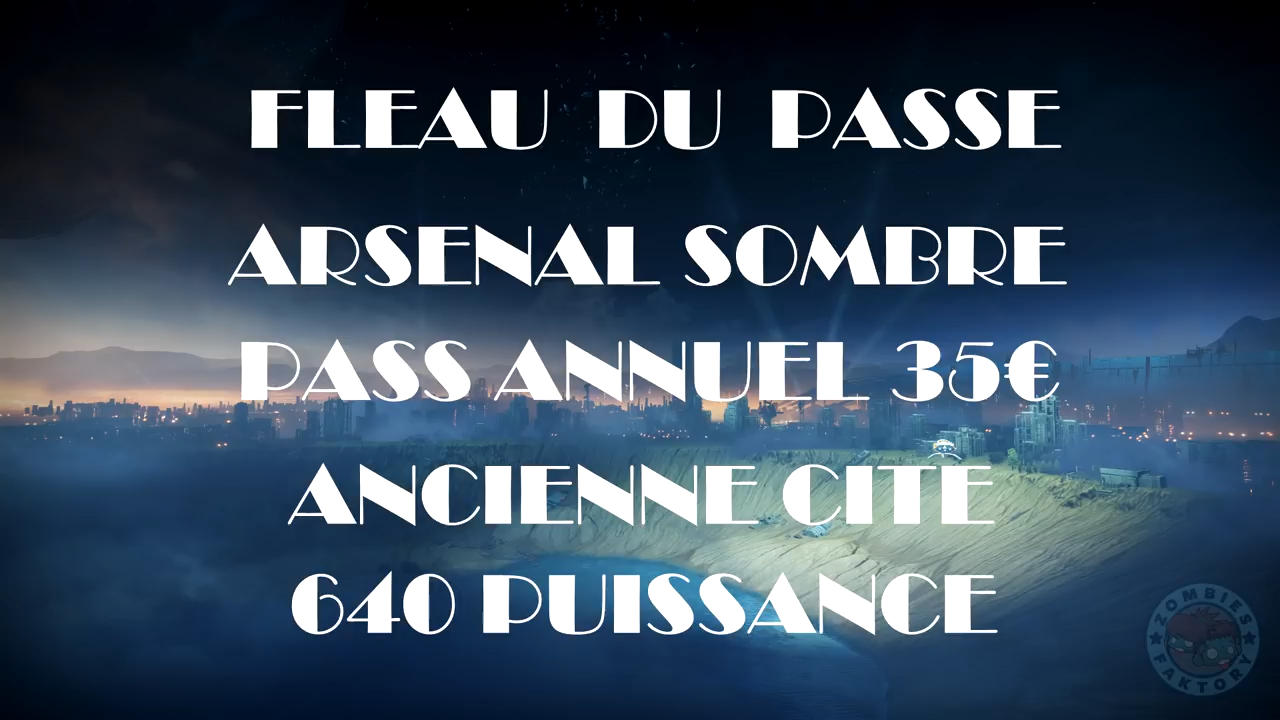 FLEAU DU PASSE
ARSENAL SOMBRE
PASS ANNUEL 35€
ANCIENNE CITE
640 PUISSANCE
ZOMBIES
FAKTORY